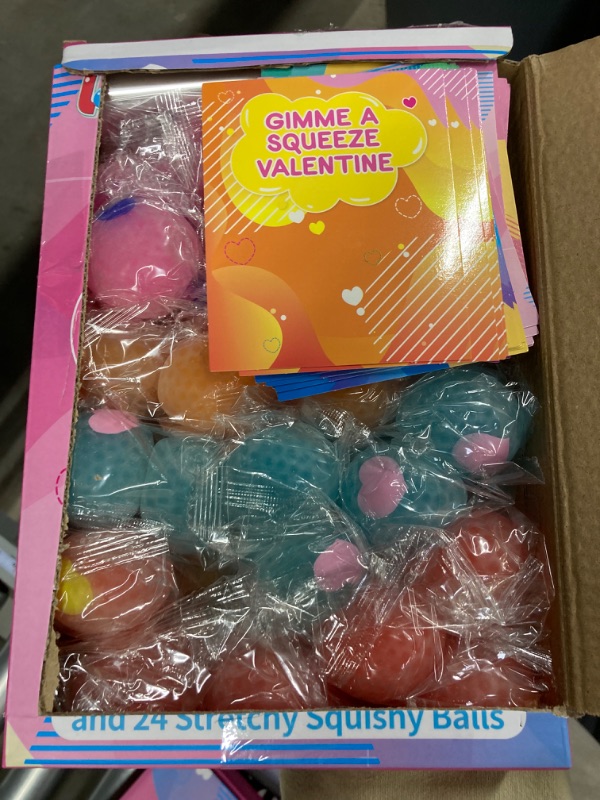 GIMME A
SQUEEZE
VALENTINE
and 24 Stretchy Squishy Balls